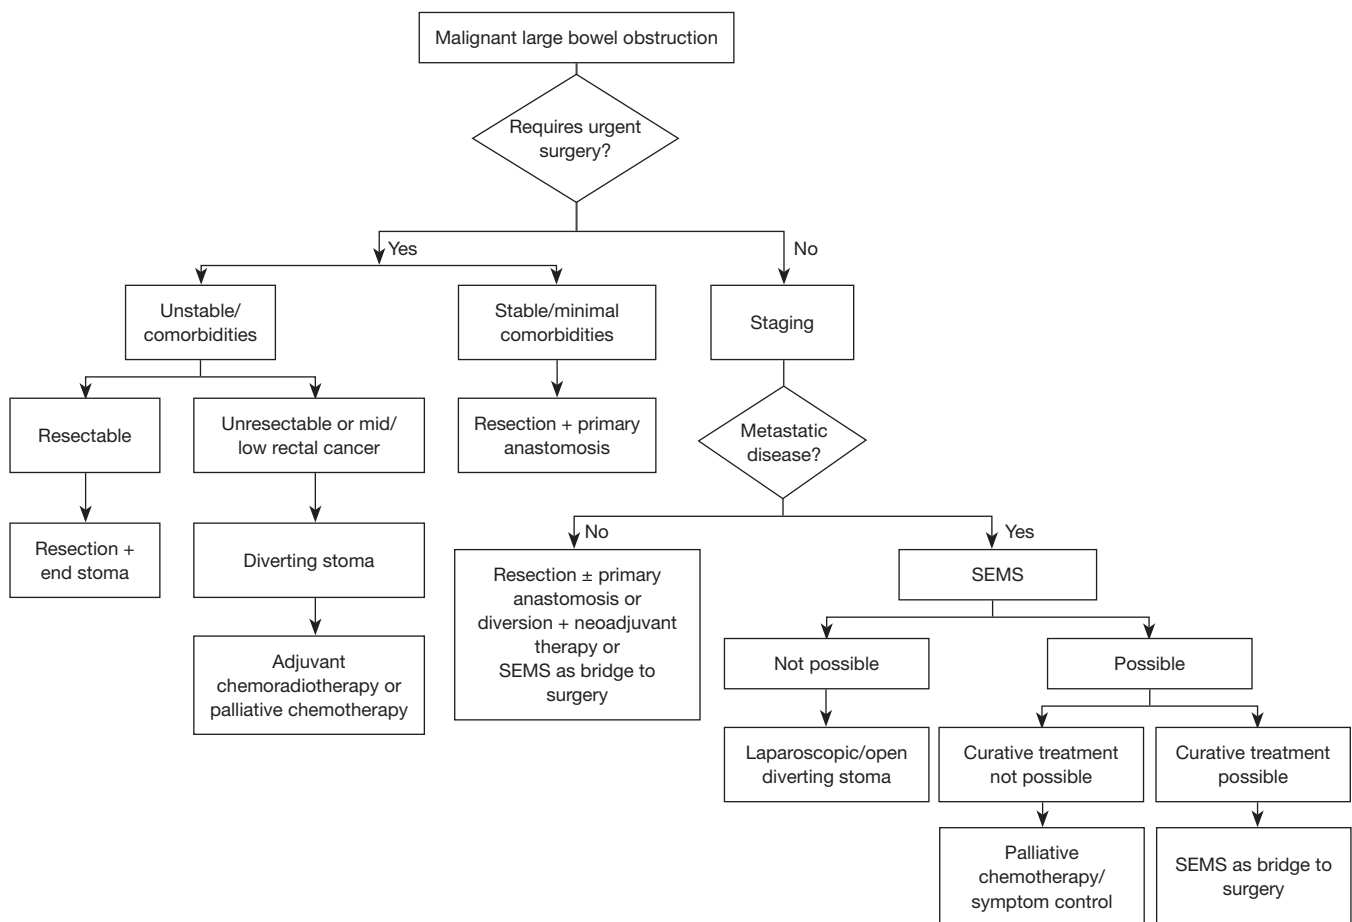 Malignant large bowel obstruction
Requires urgent
surgery?
Yes
No
Unstable/
comorbidities
Stable/minimal
comorbidities
Staging
Resectable
Unresectable or mid/
low rectal cancer
Resection + primary
anastomosis
Metastatic
disease?
Resection +
end stoma
Diverting stoma
No
Yes
Resection ± primary
anastomosis or
diversion + neoadjuvant
therapy or
SEMS as bridge to
surgery
SEMS
Adjuvant
chemoradiotherapy or
palliative chemotherapy
Not possible
Possible
Laparoscopic/open
diverting stoma
Curative treatment
not possible
Curative treatment
possible
Palliative
chemotherapy/
symptom control
SEMS as bridge to
surgery